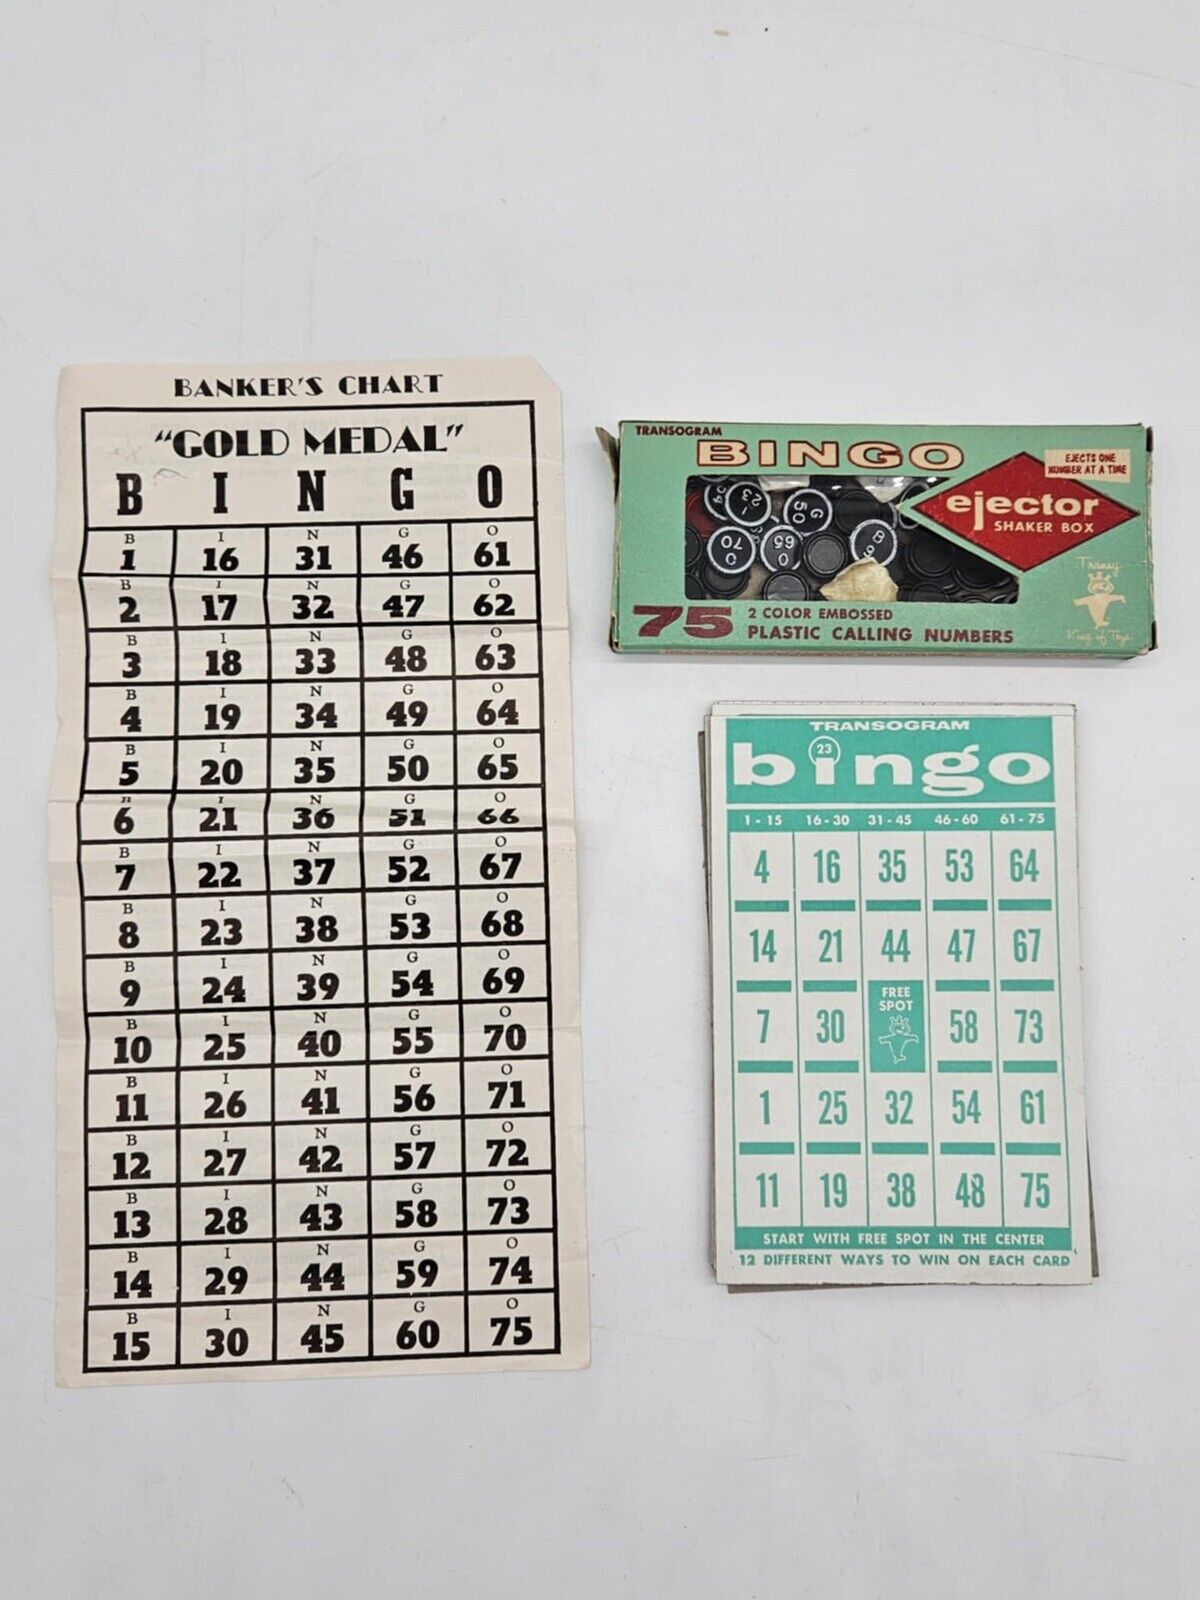 BANKER'S CHART
"GOLD MEDAL"
B I N G O
B I N G O
1 16 31 46 61
B I N G O
2 17 32 47 62
B I N G O
3 18 33 48 63
B I N G O
4 19 34 49 64
B I N G O
5 20 35 50 65
B I N G O
6 21 36 51 66
B I N G O
7 22 37 52 67
B I N G O
8 23 38 53 68
B I N G O
9 24 39 54 69
B I N G O
10 25 40 55 70
B I N G O
11 26 41 56 71
B I N G O
12 27 42 57 72
B I N G O
13 28 43 58 73
B I N G O
14 29 44 59 74
B I N G O
15 30 45 60 75
TRANSOGRAM
BINGO
EJECTS ONE
NUMBER AT A TIME
ejector
SHAKER BOX
I 23
G 50
O 70
O 65
B
75 2 COLOR EMBOSSED
PLASTIC CALLING NUMBERS
Transy
King of Toys
TRANSOGRAM
23
bingo
1-15 16-30 31-45 46-60 61-75
4 16 35 53 64
14 21 44 47 67
7 30 FREE SPOT 58 73
1 25 32 54 61
11 19 38 48 75
START WITH FREE SPOT IN THE CENTER
12 DIFFERENT WAYS TO WIN ON EACH CARD